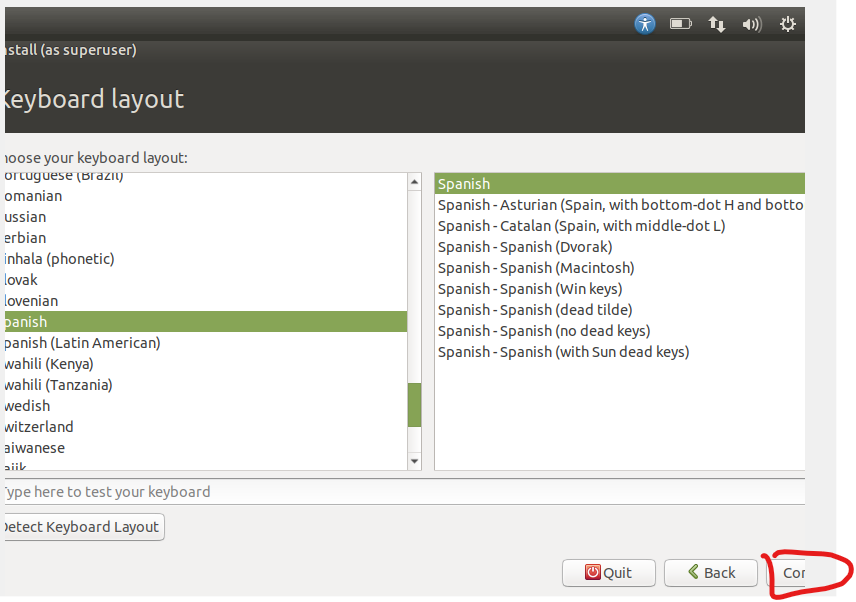 nstall (as superuser)
Keyboard layout
hoose your keyboard layout:
ortuguese (Brazil)
omanian
ussian
erbian
inhala (phonetic)
lovak
lovenian
panish
panish (Latin American)
wahili (Kenya)
wahili (Tanzania)
wedish
witzerland
aiwanese
ajik
Spanish
Spanish - Asturian (Spain, with bottom-dot H and botto
Spanish - Catalan (Spain, with middle-dot L)
Spanish - Spanish (Dvorak)
Spanish - Spanish (Macintosh)
Spanish - Spanish (Win keys)
Spanish - Spanish (dead tilde)
Spanish - Spanish (no dead keys)
Spanish - Spanish (with Sun dead keys)
Type here to test your keyboard
Detect Keyboard Layout
Quit
Back
Con